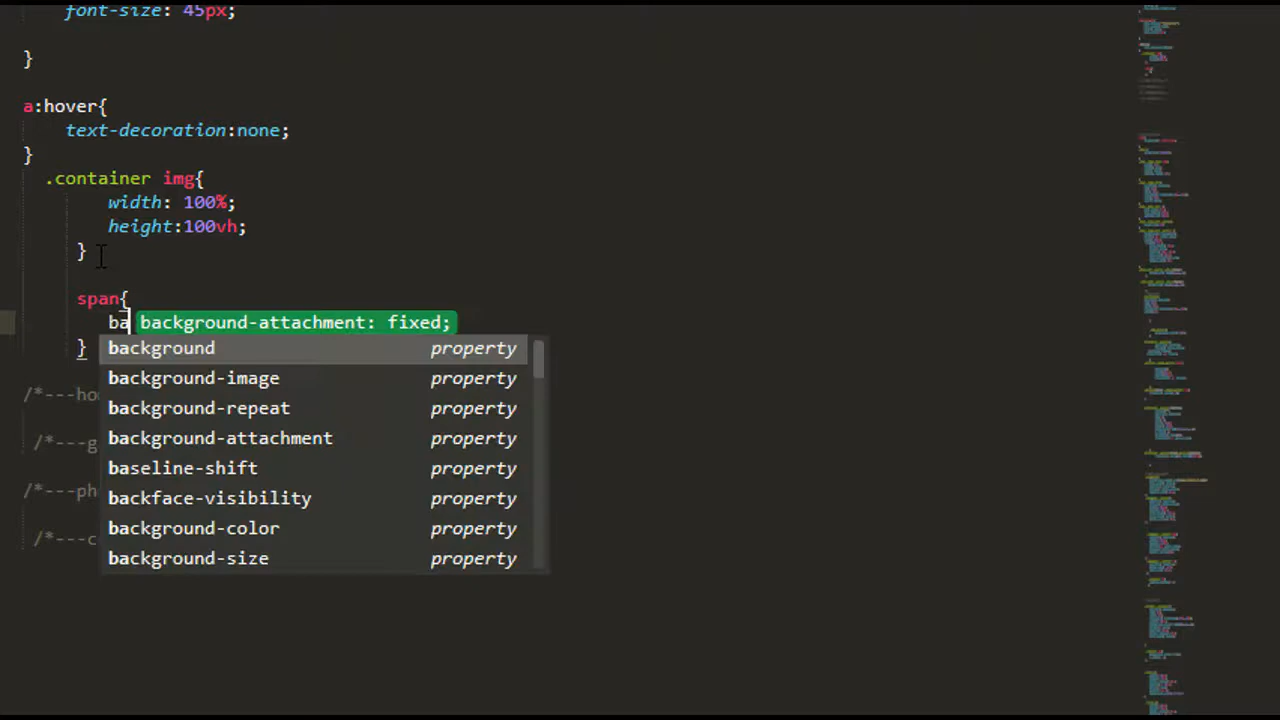 font-size: 45px;
}
a:hover{
text-decoration:none;
}
.container img{
width: 100%;
height:100vh;
}
span{
ba background-attachment: fixed;
}
background property
background-image property
background-repeat property
background-attachment property
baseline-shift property
backface-visibility property
background-color property
background-size property
/*---ho
/*---g
/*---ph
/*---c